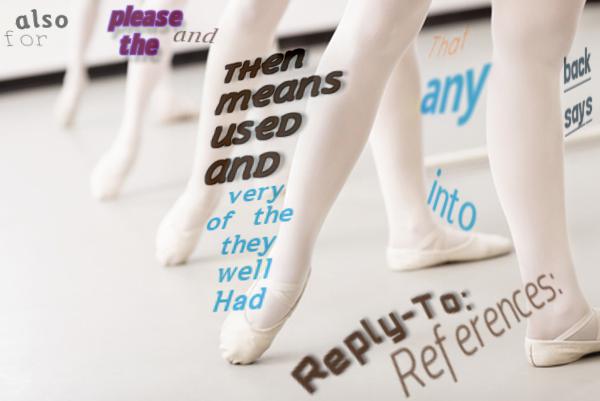 also
for
please
the
and
Then
means
used
and
very
of the
they
well
Had
That
any
into
back
says
Reply-To:
References: